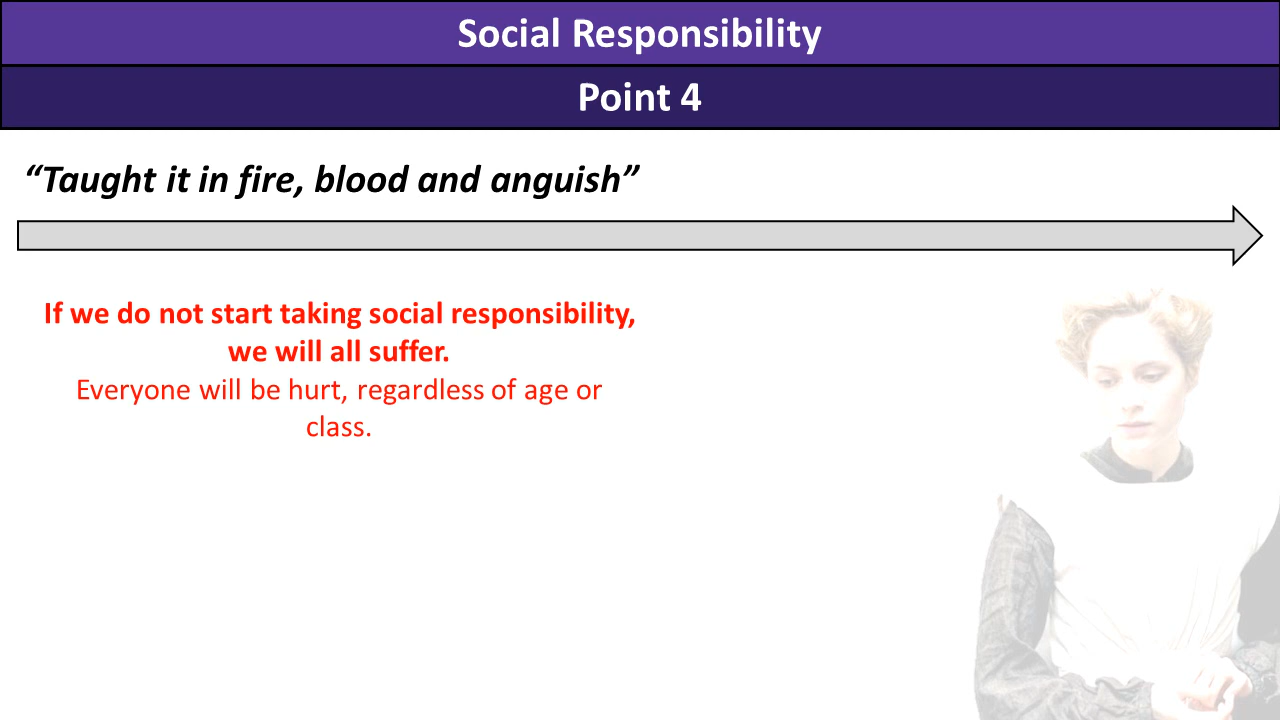 Social Responsibility
Point 4
“Taught it in fire, blood and anguish”
If we do not start taking social responsibility,
we will all suffer.
Everyone will be hurt, regardless of age or
class.